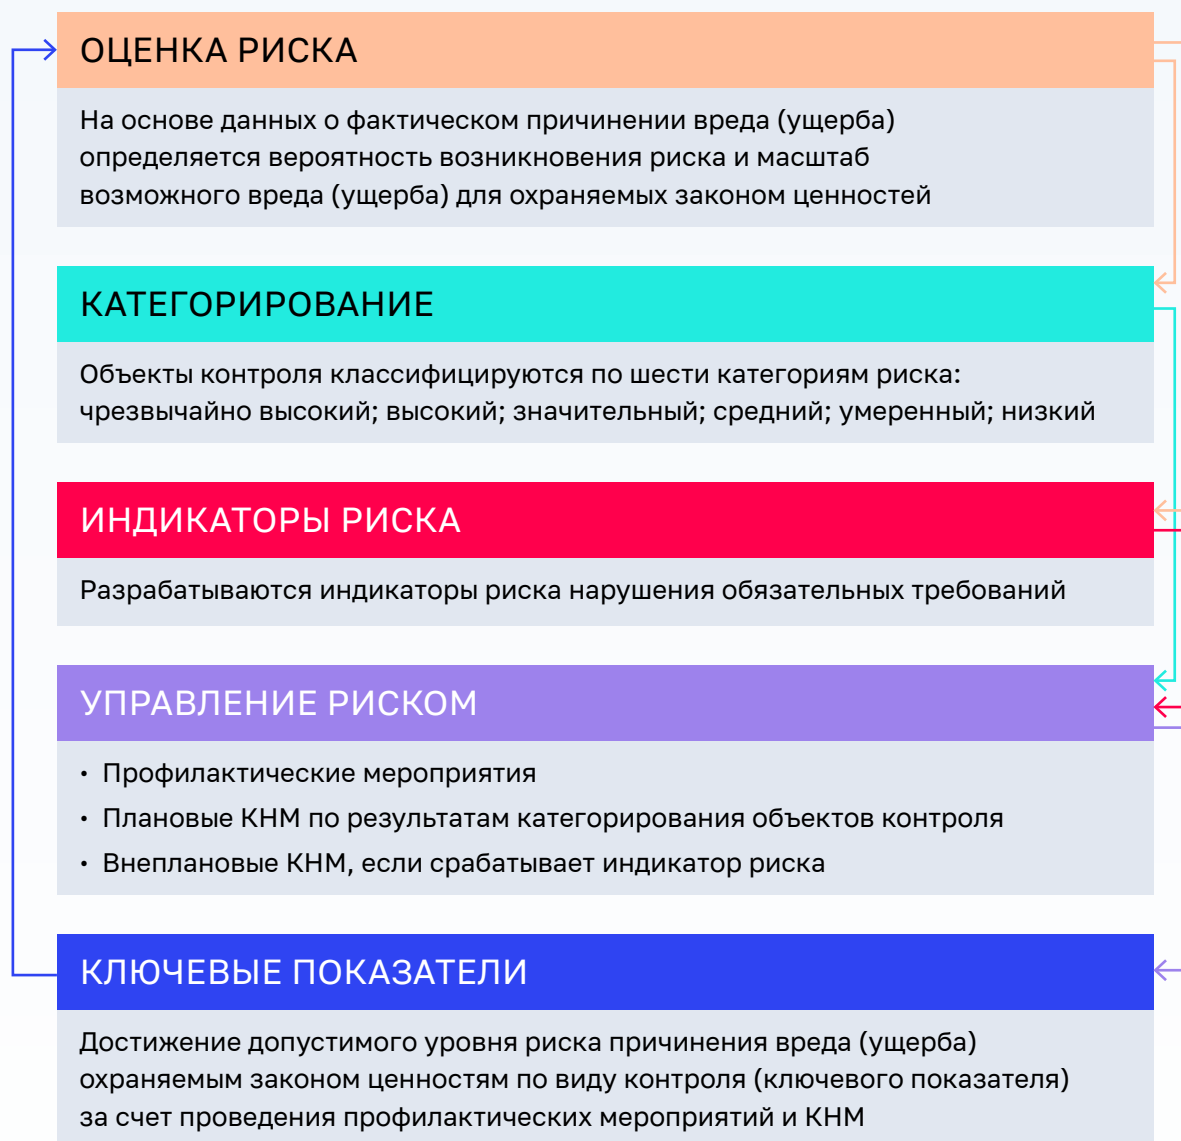 ОЦЕНКА РИСКА
На основе данных о фактическом причинении вреда (ущерба)
определяется вероятность возникновения риска и масштаб
возможного вреда (ущерба) для охраняемых законом ценностей
КАТЕГОРИРОВАНИЕ
Объекты контроля классифицируются по шести категориям риска:
чрезвычайно высокий; высокий; значительный; средний; умеренный; низкий
ИНДИКАТОРЫ РИСКА
Разрабатываются индикаторы риска нарушения обязательных требований
УПРАВЛЕНИЕ РИСКОМ
• Профилактические мероприятия
• Плановые КНМ по результатам категорирования объектов контроля
• Внеплановые КНМ, если срабатывает индикатор риска
КЛЮЧЕВЫЕ ПОКАЗАТЕЛИ
Достижение допустимого уровня риска причинения вреда (ущерба)
охраняемым законом ценностям по виду контроля (ключевого показателя)
за счет проведения профилактических мероприятий и КНМ